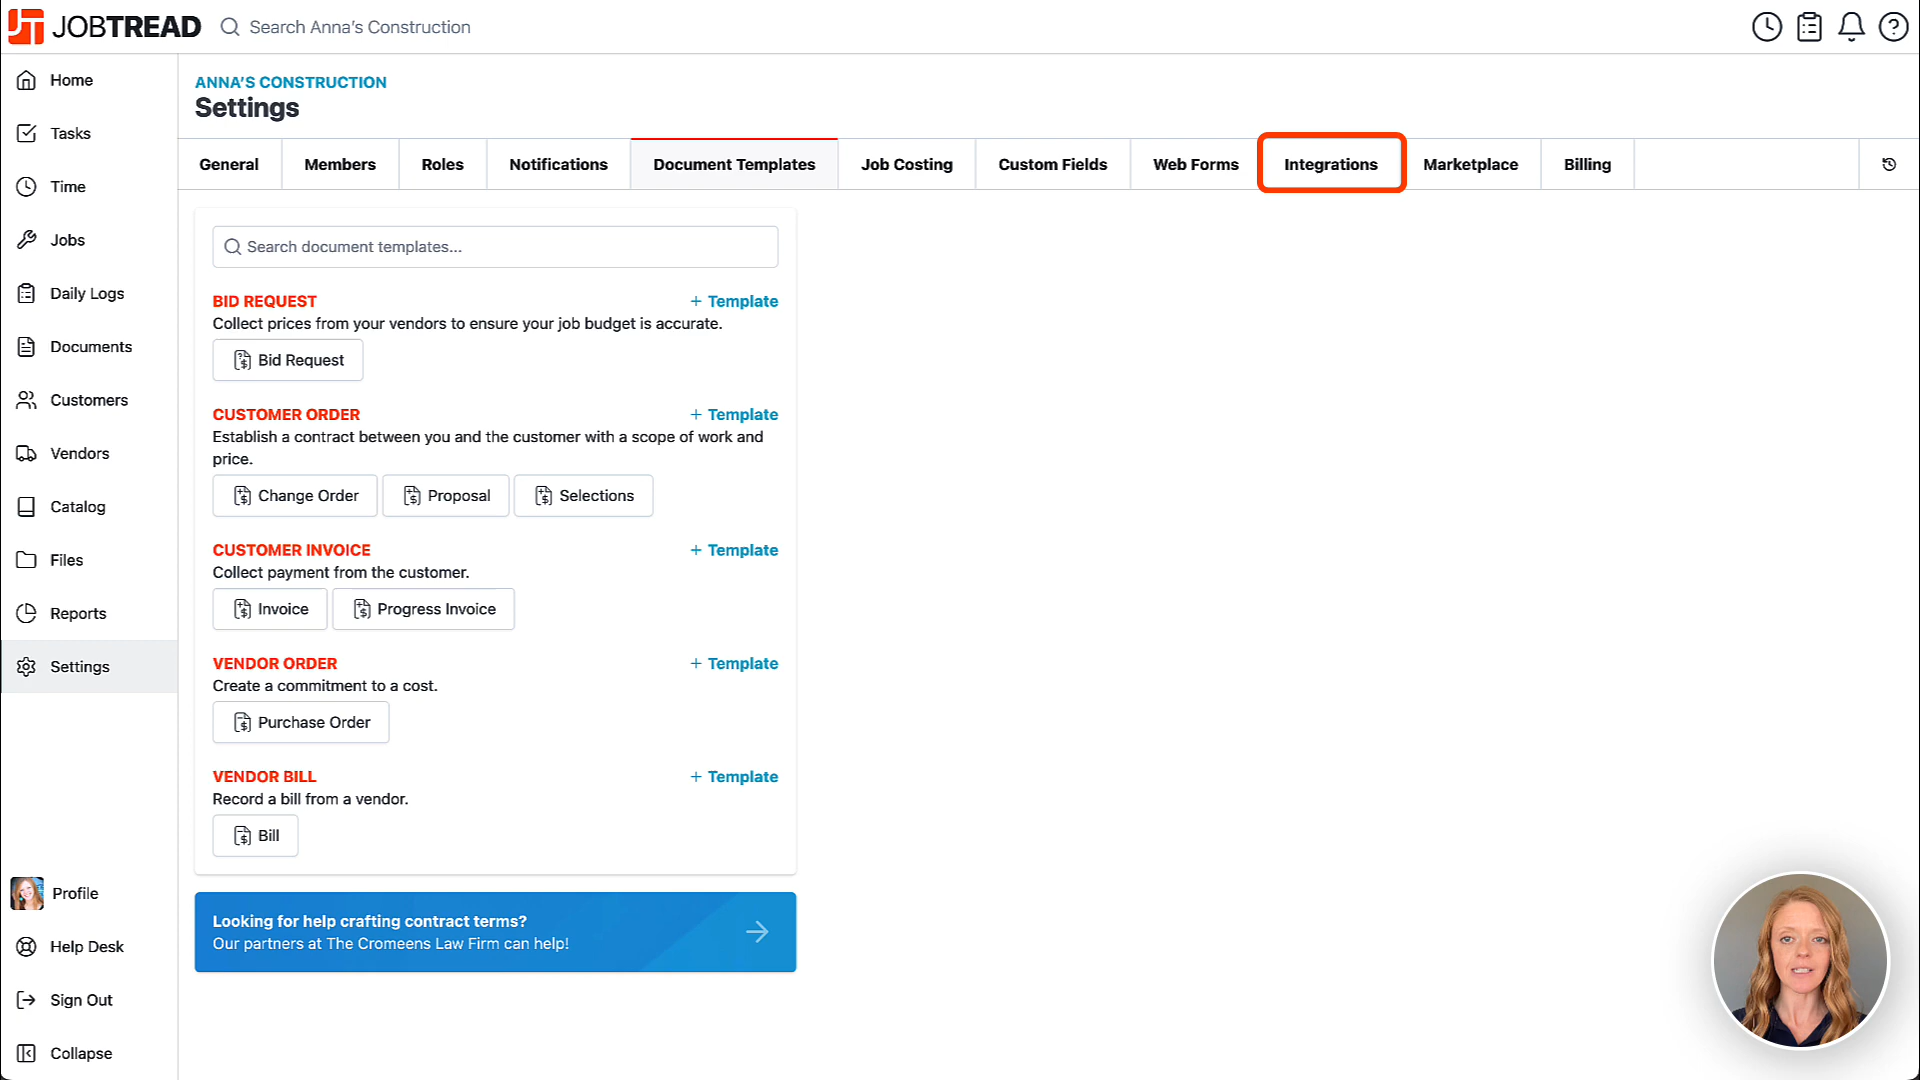 JOBTREAD
Search Anna's Construction
Home
Tasks
Time
Jobs
Daily Logs
Documents
Customers
Vendors
Catalog
Files
Reports
Settings
Profile
Help Desk
Sign Out
Collapse
ANNA'S CONSTRUCTION
Settings
General
Members
Roles
Notifications
Document Templates
Job Costing
Custom Fields
Web Forms
Integrations
Marketplace
Billing
Search document templates...
BID REQUEST
+ Template
Collect prices from your vendors to ensure your job budget is accurate.
Bid Request
CUSTOMER ORDER
+ Template
Establish a contract between you and the customer with a scope of work and
price.
Change Order
Proposal
Selections
CUSTOMER INVOICE
+ Template
Collect payment from the customer.
Invoice
Progress Invoice
VENDOR ORDER
+ Template
Create a commitment to a cost.
Purchase Order
VENDOR BILL
+ Template
Record a bill from a vendor.
Bill
Looking for help crafting contract terms?
Our partners at The Cromeens Law Firm can help!